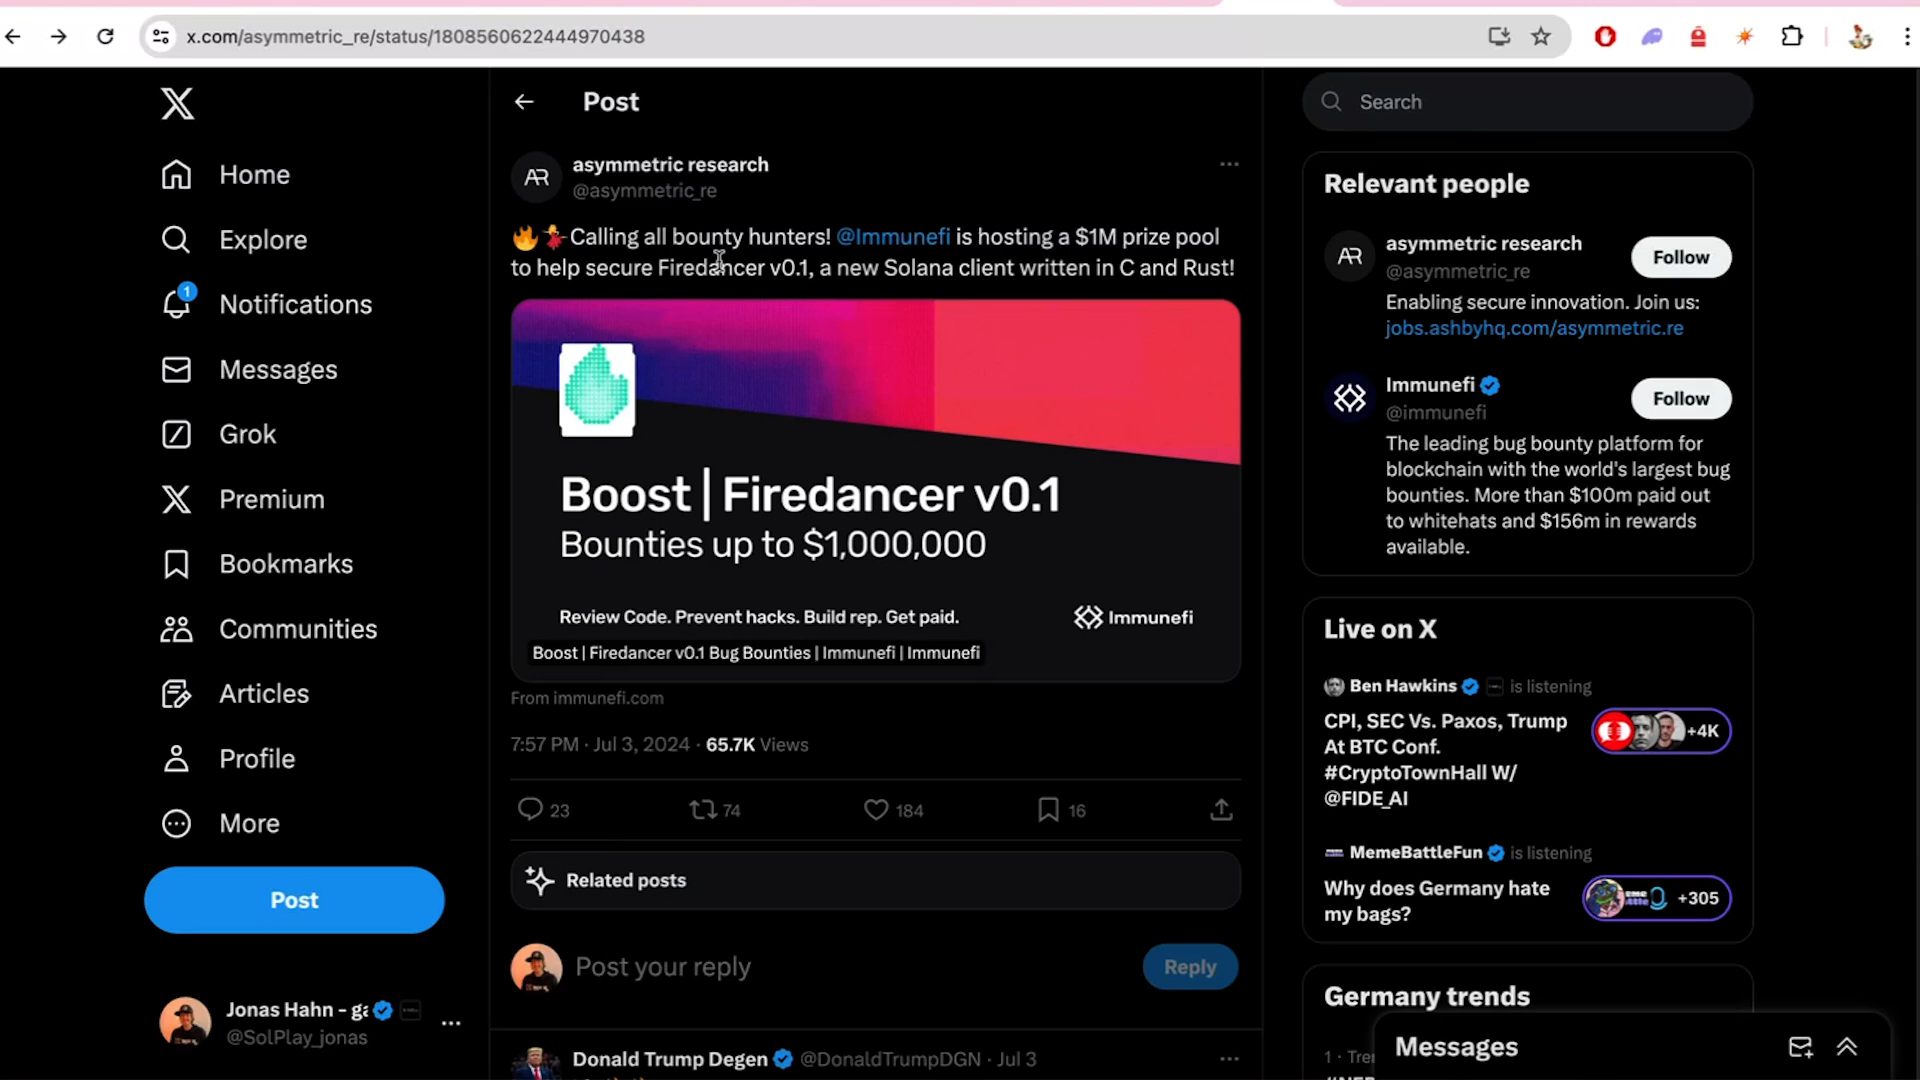 x.com/asymmetric_re/status/1808560622444970438
Home
Explore
1
Notifications
Messages
Grok
Premium
Bookmarks
Communities
Articles
Profile
More
Post
Jonas Hahn - ga
@SolPlay_jonas
Post
AR
asymmetric research
@asymmetric_re
Calling all bounty hunters! @Immunefi is hosting a $1M prize pool
to help secure Firedancer v0.1, a new Solana client written in C and Rust!
Boost | Firedancer v0.1
Bounties up to $1,000,000
Review Code. Prevent hacks. Build rep. Get paid.
Immunefi
Boost | Firedancer v0.1 Bug Bounties | Immunefi | Immunefi
From immunefi.com
7:57 PM · Jul 3, 2024 · 65.7K Views
23
74
184
16
Related posts
Post your reply
Reply
Donald Trump Degen @DonaldTrumpDGN · Jul 3
Search
Relevant people
AR
asymmetric research
@asymmetric_re
Follow
Enabling secure innovation. Join us:
jobs.ashbyhq.com/asymmetric.re
Immunefi
@immunefi
Follow
The leading bug bounty platform for
blockchain with the world's largest bug
bounties. More than $100m paid out
to whitehats and $156m in rewards
available.
Live on X
Ben Hawkins is listening
CPI, SEC Vs. Paxos, Trump
At BTC Conf.
#CryptoTownHall W/
@FIDE_AI
+4K
MemeBattleFun is listening
Why does Germany hate
my bags?
+305
Germany trends
Messages